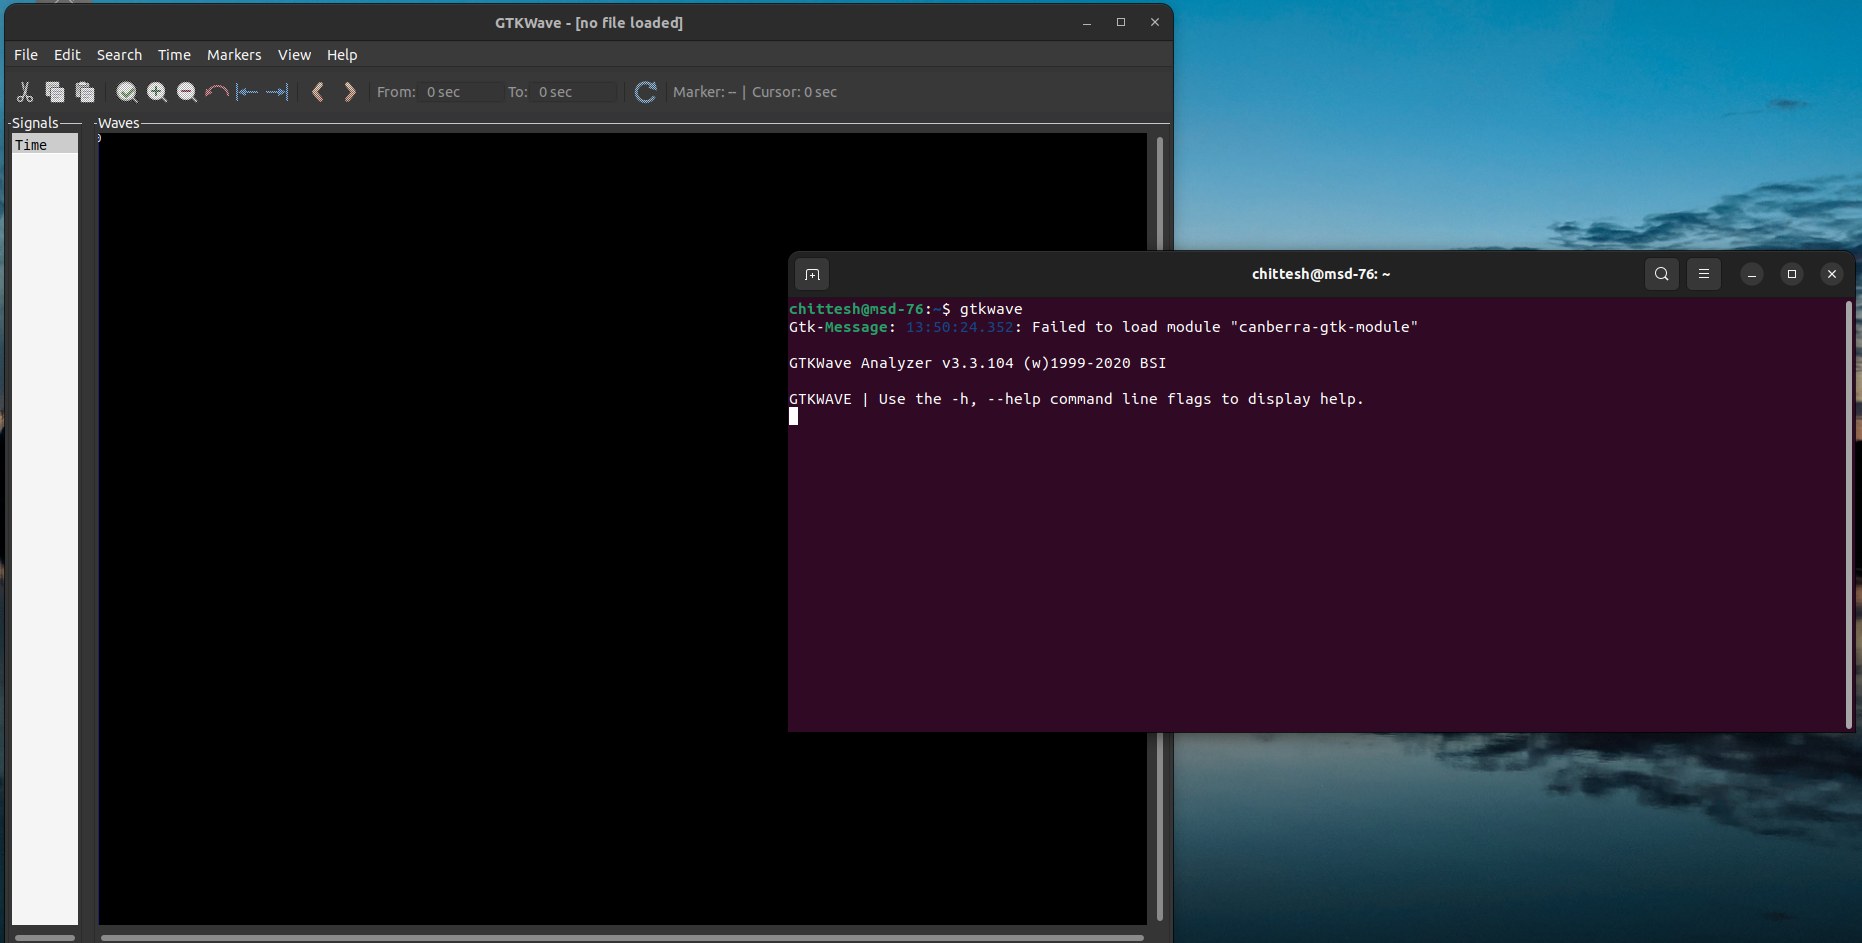 GTKWave - [no file loaded]
File Edit Search Time Markers View Help
From: 0 sec To: 0 sec Marker: -- | Cursor: 0 sec
Signals
Waves
Time
0
chittesh@msd-76: ~
chittesh@msd-76:~$ gtkwave
Gtk-Message: 13:50:24.352: Failed to load module "canberra-gtk-module"
GTKWave Analyzer v3.3.104 (w)1999-2020 BSI
GTKWAVE | Use the -h, --help command line flags to display help.